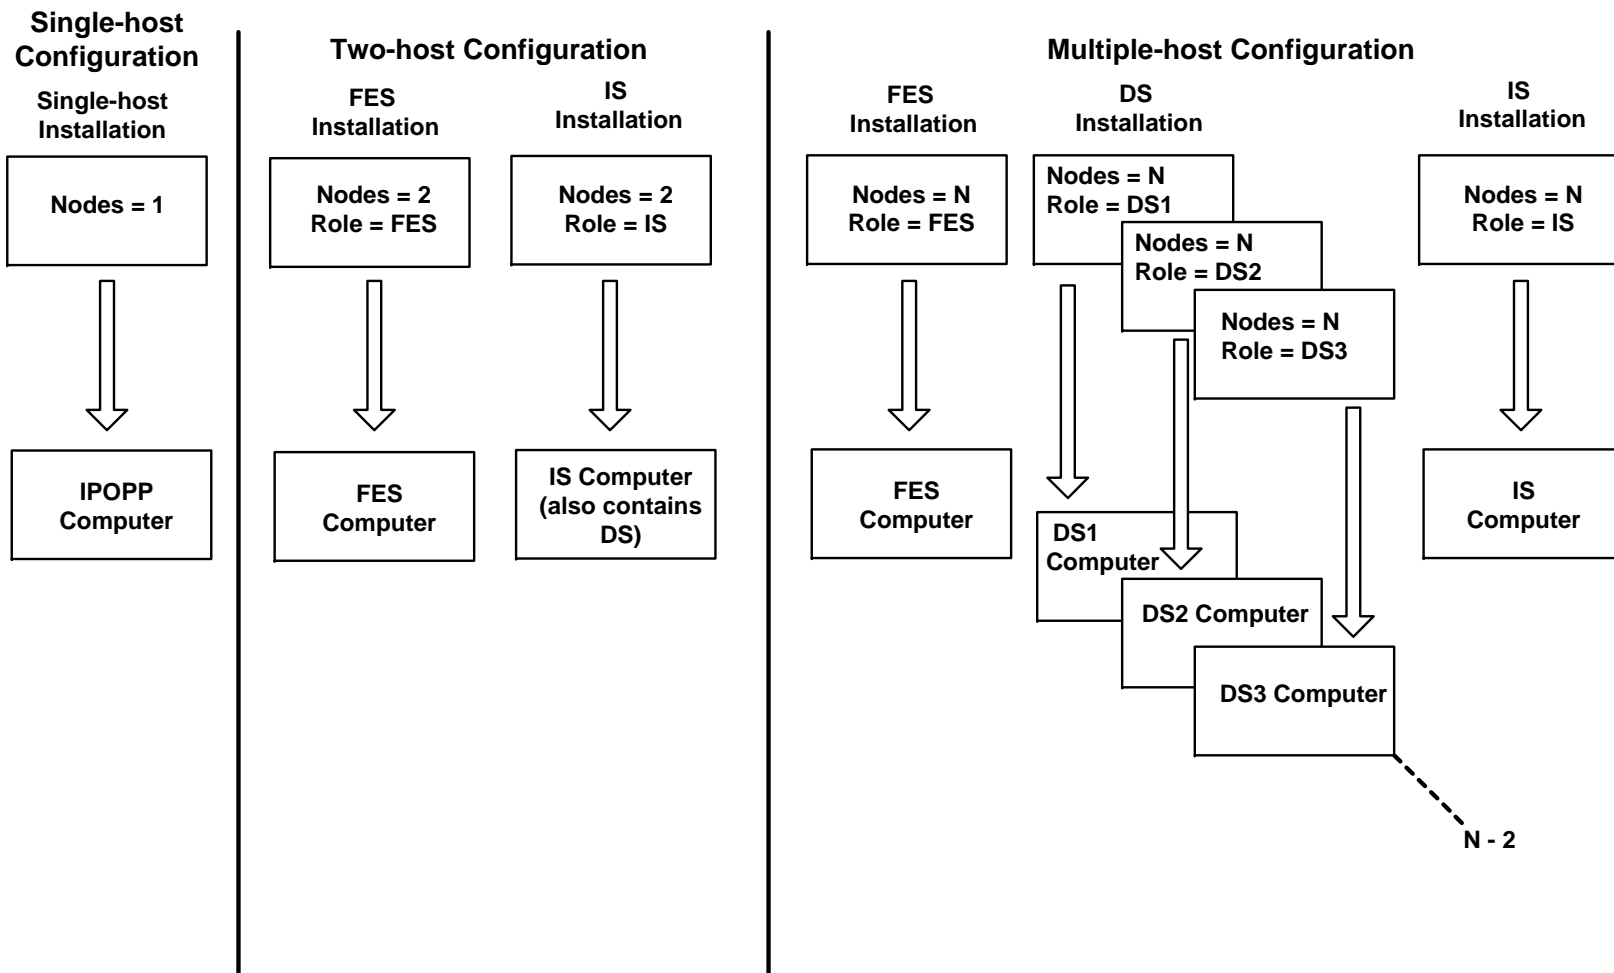 Single-host
Configuration
Single-host
Installation
Nodes = 1
IPOPP
Computer
Two-host Configuration
FES
Installation
Nodes = 2
Role = FES
FES
Computer
IS
Installation
Nodes = 2
Role = IS
IS Computer
(also contains
DS)
Multiple-host Configuration
FES
Installation
Nodes = N
Role = FES
FES
Computer
DS
Installation
Nodes = N
Role = DS1
Nodes = N
Role = DS2
Nodes = N
Role = DS3
DS1
Computer
DS2 Computer
DS3 Computer
N - 2
IS
Installation
Nodes = N
Role = IS
IS
Computer